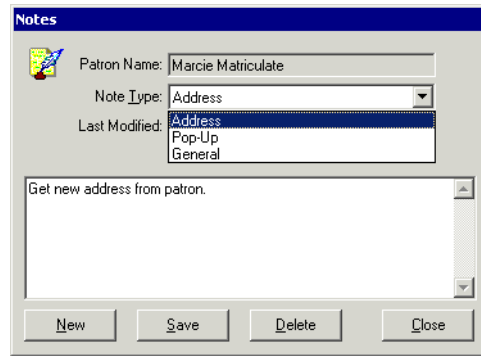 Notes
Patron Name: Marcie Matriculate
Note Type: Address
Last Modified:
Address
Pop-Up
General
Get new address from patron.
New Save Delete Close